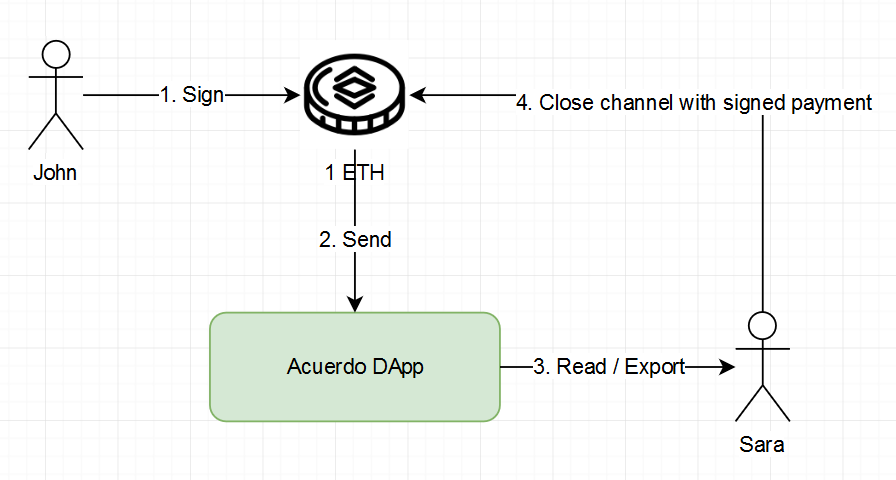 1. Sign
4. Close channel with signed payment
John
1 ETH
2. Send
Acuerdo DApp
3. Read / Export
Sara